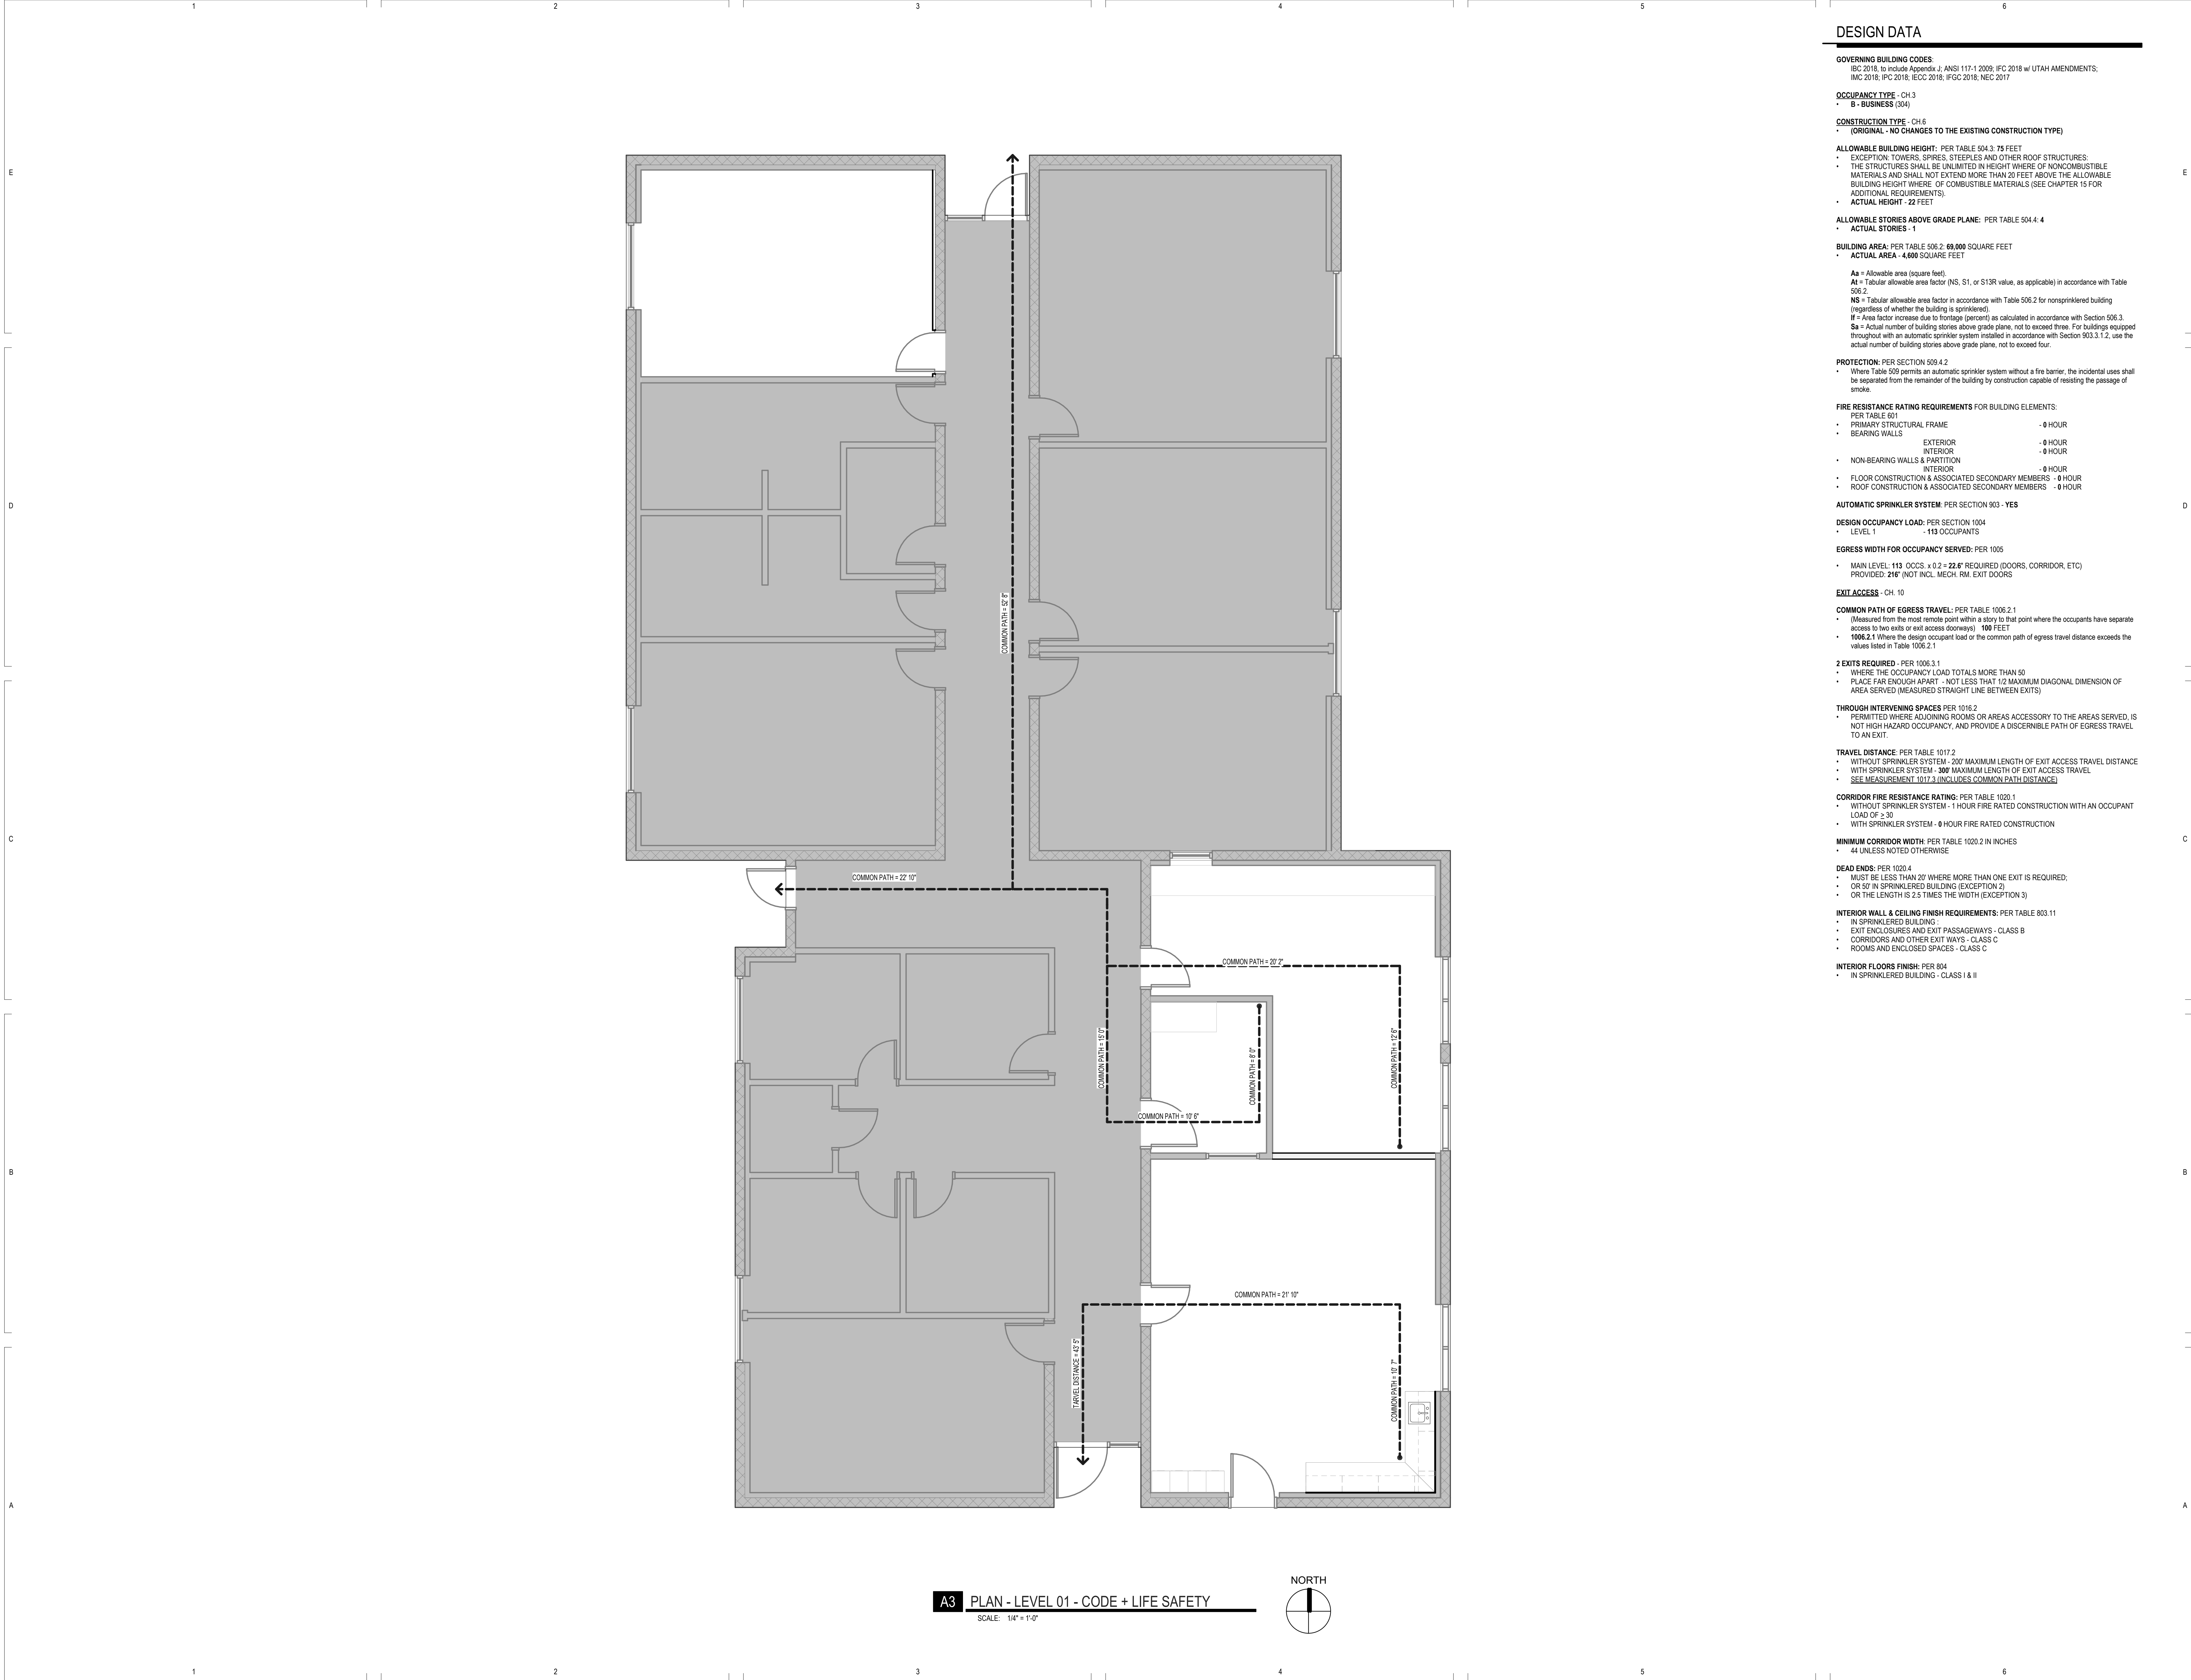 1 2 3 4 5 6
DESIGN DATA
GOVERNING BUILDING CODES:
IBC 2018, to include Appendix J; ANSI 117-1 2009; IFC 2018 w/ UTAH AMENDMENTS;
IMC 2018; IPC 2018; IECC 2018; IFGC 2018; NEC 2017
OCCUPANCY TYPE - CH.3
• B - BUSINESS (304)
CONSTRUCTION TYPE - CH.6
• (ORIGINAL - NO CHANGES TO THE EXISTING CONSTRUCTION TYPE)
ALLOWABLE BUILDING HEIGHT: PER TABLE 504.3: 75 FEET
• EXCEPTION: TOWERS, SPIRES, STEEPLES AND OTHER ROOF STRUCTURES:
• THE STRUCTURES SHALL BE UNLIMITED IN HEIGHT WHERE OF NONCOMBUSTIBLE
MATERIALS AND SHALL NOT EXTEND MORE THAN 20 FEET ABOVE THE ALLOWABLE
BUILDING HEIGHT WHERE OF COMBUSTIBLE MATERIALS (SEE CHAPTER 15 FOR
ADDITIONAL REQUIREMENTS).
• ACTUAL HEIGHT - 22 FEET
ALLOWABLE STORIES ABOVE GRADE PLANE: PER TABLE 504.4: 4
• ACTUAL STORIES - 1
BUILDING AREA: PER TABLE 506.2: 69,000 SQUARE FEET
• ACTUAL AREA - 4,600 SQUARE FEET
Aa = Allowable area (square feet).
At = Tabular allowable area factor (NS, S1, or S13R value, as applicable) in accordance with Table
506.2.
NS = Tabular allowable area factor in accordance with Table 506.2 for nonsprinklered building
(regardless of whether the building is sprinklered).
If = Area factor increase due to frontage (percent) as calculated in accordance with Section 506.3.
Sa = Actual number of building stories above grade plane, not to exceed three. For buildings equipped
throughout with an automatic sprinkler system installed in accordance with Section 903.3.1.2, use the
actual number of building stories above grade plane, not to exceed four.
PROTECTION: PER SECTION 509.4.2
• Where Table 509 permits an automatic sprinkler system without a fire barrier, the incidental uses shall
be separated from the remainder of the building by construction capable of resisting the passage of
smoke.
FIRE RESISTANCE RATING REQUIREMENTS FOR BUILDING ELEMENTS:
PER TABLE 601
• PRIMARY STRUCTURAL FRAME - 0 HOUR
• BEARING WALLS
EXTERIOR - 0 HOUR
INTERIOR - 0 HOUR
• NON-BEARING WALLS & PARTITION
INTERIOR - 0 HOUR
• FLOOR CONSTRUCTION & ASSOCIATED SECONDARY MEMBERS - 0 HOUR
• ROOF CONSTRUCTION & ASSOCIATED SECONDARY MEMBERS - 0 HOUR
AUTOMATIC SPRINKLER SYSTEM: PER SECTION 903 - YES
DESIGN OCCUPANCY LOAD: PER SECTION 1004
• LEVEL 1 - 113 OCCUPANTS
EGRESS WIDTH FOR OCCUPANCY SERVED: PER 1005
• MAIN LEVEL: 113 OCCS. x 0.2 = 22.6" REQUIRED (DOORS, CORRIDOR, ETC)
PROVIDED: 216" (NOT INCL. MECH. RM. EXIT DOORS
EXIT ACCESS - CH. 10
COMMON PATH OF EGRESS TRAVEL: PER TABLE 1006.2.1
• (Measured from the most remote point within a story to that point where the occupants have separate
access to two exits or exit access doorways) 100 FEET
• 1006.2.1 Where the design occupant load or the common path of egress travel distance exceeds the
values listed in Table 1006.2.1
2 EXITS REQUIRED - PER 1006.3.1
• WHERE THE OCCUPANCY LOAD TOTALS MORE THAN 50
• PLACE FAR ENOUGH APART - NOT LESS THAT 1/2 MAXIMUM DIAGONAL DIMENSION OF
AREA SERVED (MEASURED STRAIGHT LINE BETWEEN EXITS)
THROUGH INTERVENING SPACES PER 1016.2
• PERMITTED WHERE ADJOINING ROOMS OR AREAS ACCESSORY TO THE AREAS SERVED, IS
NOT HIGH HAZARD OCCUPANCY, AND PROVIDE A DISCERNIBLE PATH OF EGRESS TRAVEL
TO AN EXIT.
TRAVEL DISTANCE: PER TABLE 1017.2
• WITHOUT SPRINKLER SYSTEM - 200' MAXIMUM LENGTH OF EXIT ACCESS TRAVEL DISTANCE
• WITH SPRINKLER SYSTEM - 300' MAXIMUM LENGTH OF EXIT ACCESS TRAVEL
• SEE MEASUREMENT 1017.3 (INCLUDES COMMON PATH DISTANCE)
CORRIDOR FIRE RESISTANCE RATING: PER TABLE 1020.1
• WITHOUT SPRINKLER SYSTEM - 1 HOUR FIRE RATED CONSTRUCTION WITH AN OCCUPANT
LOAD OF > 30
• WITH SPRINKLER SYSTEM - 0 HOUR FIRE RATED CONSTRUCTION
MINIMUM CORRIDOR WIDTH: PER TABLE 1020.2 IN INCHES
• 44 UNLESS NOTED OTHERWISE
DEAD ENDS: PER 1020.4
• MUST BE LESS THAN 20' WHERE MORE THAN ONE EXIT IS REQUIRED;
• OR 50' IN SPRINKLERED BUILDING (EXCEPTION 2)
• OR THE LENGTH IS 2.5 TIMES THE WIDTH (EXCEPTION 3)
INTERIOR WALL & CEILING FINISH REQUIREMENTS: PER TABLE 803.11
• IN SPRINKLERED BUILDING :
• EXIT ENCLOSURES AND EXIT PASSAGEWAYS - CLASS B
• CORRIDORS AND OTHER EXIT WAYS - CLASS C
• ROOMS AND ENCLOSED SPACES - CLASS C
INTERIOR FLOORS FINISH: PER 804
• IN SPRINKLERED BUILDING - CLASS I & II
E E
D D
C C
B B
A A
COMMON PATH = 52' 8"
COMMON PATH = 22' 10"
COMMON PATH = 20' 2"
COMMON PATH = 15' 0"
COMMON PATH = 8' 0"
COMMON PATH = 12' 6"
COMMON PATH = 10' 6"
COMMON PATH = 21' 10"
TARVEL DISTANCE = 43' 5"
COMMON PATH = 10' 7"
A3 PLAN - LEVEL 01 - CODE + LIFE SAFETY
SCALE: 1/4" = 1'-0"
NORTH
1 2 3 4 5 6